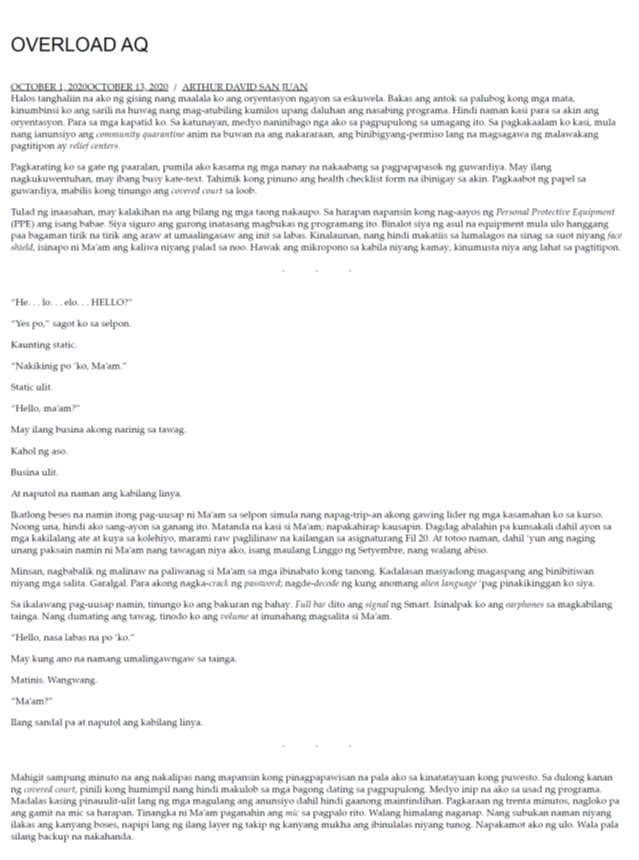 OVERLOAD AQ
OCTOBER 1, 2020OCTOBER 13, 2020 / ARTHUR DAVID SAN JUAN
Halos tanghaliin na ako ng gising nang maalala ko ang oryentasyon ngayon sa eskuwela. Bakas ang antok sa palubog kong mga mata,
kinumbinsi ko ang sarili na huwag nang mag-atubiling kumilos upang daluhan ang nasabing programa. Hindi naman kasi para sa akin ang
oryentasyon. Para sa mga kapatid ko. Sa katunayan, medyo naninibago nga ako sa pagpupulong sa umagang ito. Sa pagkakaalam ko kasi, mula
nang ianunsiyo ang community quarantine anim na buwan na ang nakararaan, ang binibigyang-permiso lang na magsagawa ng malawakang
pagtitipon ay relief centers.
Pagkarating ko sa gate ng paaralan, pumila ako kasama ng mga nanay na nakaabang sa pagpapapasok ng guwardiya. May ilang
nagkukuwentuhan, may ibang busy kate-text. Tahimik kong pinuno ang health checklist form na ibinigay sa akin. Pagkaabot ng papel sa
guwardiya, mabilis kong tinungo ang covered court sa loob.
Tulad ng inaasahan, may kalakihan na ang bilang ng mga taong nakaupo. Sa harapan napansin kong nag-aayos ng Personal Protective Equipment
(PPE) ang isang babae. Siya siguro ang gurong inatasang magbukas ng programang ito. Binalot siya ng asul na equipment mula ulo hanggang
paa bagaman tirik na tirik ang araw at umaalingasaw ang init sa labas. Kinalaunan, nang hindi makatiis sa lumalagos na sinag sa suot niyang face
shield, isinapo ni Ma'am ang kaliwa niyang palad sa noo. Hawak ang mikropono sa kabila niyang kamay, kinumusta niya ang lahat sa pagtitipon.
. . .
“He. . . lo. . . elo. . . HELLO?”
“Yes po,” sagot ko sa selpon.
Kaunting static.
“Nakikinig po ‘ko, Ma'am.”
Static ulit.
“Hello, ma'am?”
May ilang busina akong narinig sa tawag.
Kahol ng aso.
Busina ulit.
At naputol na naman ang kabilang linya.
Ikatlong beses na namin itong pag-uusap ni Ma'am sa selpon simula nang napag-trip-an akong gawing lider ng mga kasamahan ko sa kurso.
Noong una, hindi ako sang-ayon sa ganang ito. Matanda na kasi si Ma'am; napakahirap kausapin. Dagdag abalahin pa kunsakali dahil ayon sa
mga kakilalang ate at kuya sa kolehiyo, marami raw paglilinaw na kailangan sa asignaturang Fil 20. At totoo naman, dahil ‘yun ang naging
unang paksain namin ni Ma'am nang tawagan niya ako, isang maulang Linggo ng Setyembre, nang walang abiso.
Minsan, nagbabalik ng malinaw na paliwanag si Ma'am sa mga ibinabato kong tanong. Kadalasan masyadong magaspang ang binibitiwan
niyang mga salita. Garalgal. Para akong nagka-crack ng password; nagde-decode ng kung anomang alien language ‘pag pinakikinggan ko siya.
Sa ikalawang pag-uusap namin, tinungo ko ang bakuran ng bahay. Full bar dito ang signal ng Smart. Isinalpak ko ang earphones sa magkabilang
tainga. Nang dumating ang tawag, tinodo ko ang volume at inunahang magsalita si Ma'am.
“Hello, nasa labas na po ‘ko.”
May kung ano na namang umalingawngaw sa tainga.
Matinis. Wangwang.
“Ma'am?”
Ilang sandal pa at naputol ang kabilang linya.
. . .
Mahigit sampung minuto na ang nakalipas nang mapansin kong pinagpapawisan na pala ako sa kinatatayuan kong puwesto. Sa dulong kanan
ng covered court, pinili kong humimpil nang hindi makulob sa mga bagong dating sa pagpupulong. Medyo inip na ako sa usad ng programa.
Madalas kasing pinauulit-ulit lang ng mga magulang ang anunsiyo dahil hindi gaanong maintindihan. Pagkaraan ng trenta minutos, nagloko pa
ang gamit na mic sa harapan. Tinangka ni Ma'am paganahin ang mic sa pagpalo rito. Walang himalang naganap. Nang subukan naman niyang
ilakas ang kanyang boses, napipi lang ng ilang layer ng takip ng kanyang mukha ang ibinulalas niyang tunog. Napakamot ako ng ulo. Wala pala
silang backup na nakahanda.